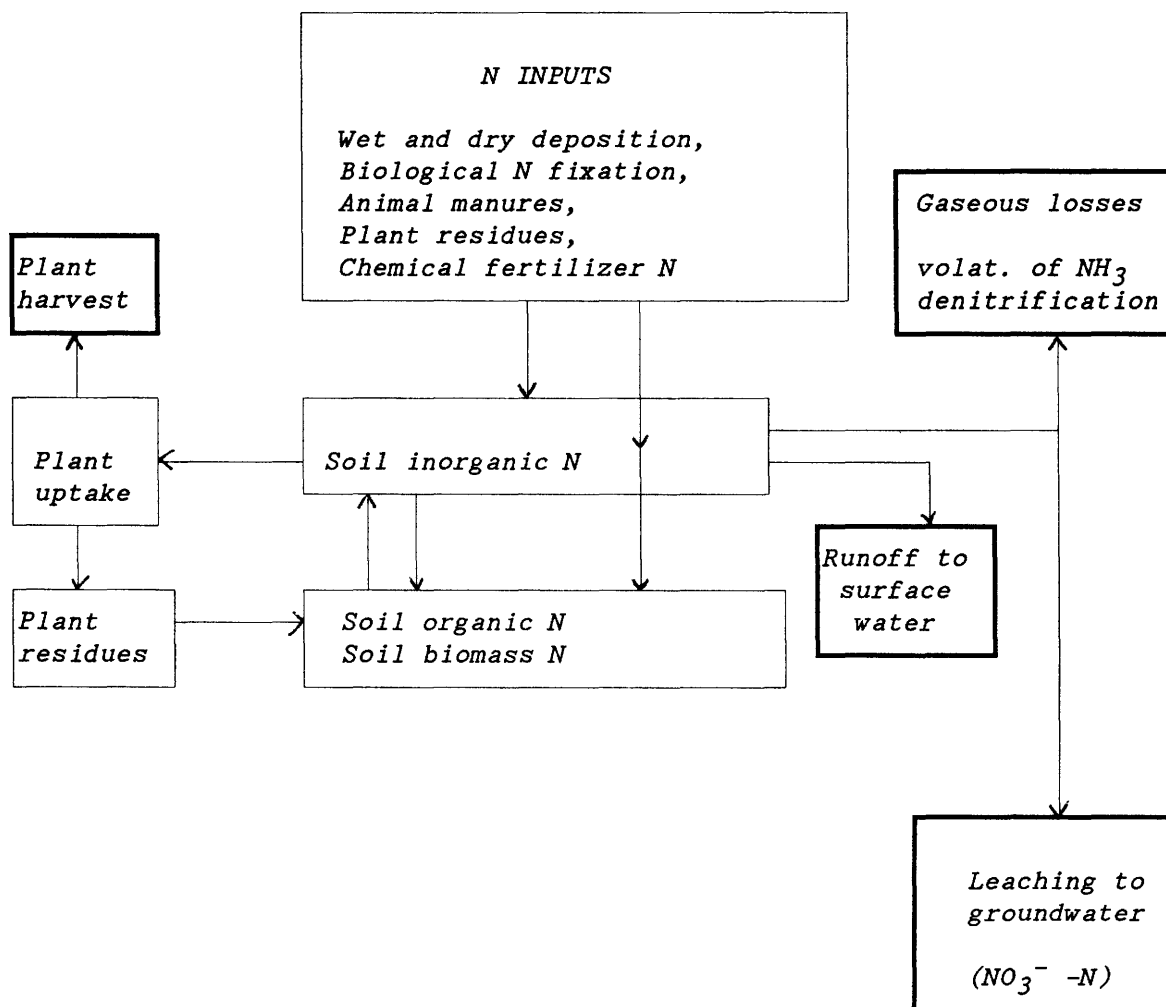 N INPUTS
Wet and dry deposition,
Biological N fixation,
Animal manures,
Plant residues,
Chemical fertilizer N
Gaseous losses
volat. of NH₃
denitrification
Plant
harvest
Plant
uptake
Soil inorganic N
Runoff to
surface
water
Plant
residues
Soil organic N
Soil biomass N
Leaching to
groundwater
(NO₃⁻ -N)